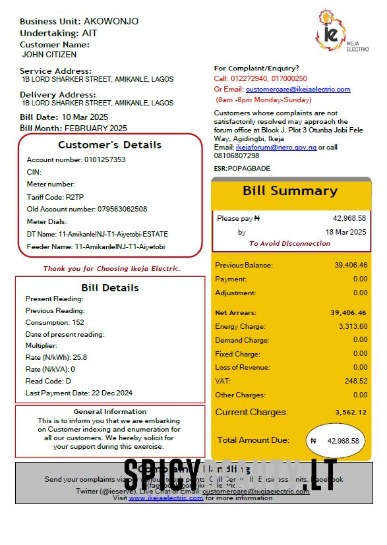 Business Unit: AKOWONJO
Undertaking: AIT
Customer Name:
JOHN CITIZEN
Service Address:
18 LORD SHARKER STREET, AMIKANLE, LAGOS
Delivery Address:
18 LORD SHARKER STREET, AMIKANLE, LAGOS
Bill Date: 10 Mar 2025
Bill Month: FEBRUARY 2025
ie
IKEJA
ELECTRIC
For Complaint/Enquiry?
Call: 012272940, 017000250
Or Email: customercare@ikejaelectric.com
(8am -8pm Monday-Sunday)
Customers whose complaints are not
satisfactorily resolved may approach the
forum office at Block J. Plot 3 Otunba Jobi Fele
Way, Agidingbi, Ikeja
Email: ikejaforum@nerc.gov.ng or call
08106807298
ESR:POPAGBADE
Customer's Details
Account number: 0101257353
CIN:
Meter number:
Tariff Code: R2TP
Old Account number: 079563062508
Meter Dials:
DT Name: 11-AmikanleINJ-T1-Aiyetobi-ESTATE
Feeder Name: 11-AmikanleINJ-T1-Aiyetobi
Thank you for Choosing Ikeja Electric.
Bill Details
Present Reading:
Previous Reading:
Consumption: 152
Date of present reading:
Multiplier:
Rate (N/kWh): 25.8
Rate (N/kVA): 0
Read Code: D
Last Payment Date: 22 Dec 2024
General Information
This is to inform you that we are embarking
on Customer indexing and enumeration for
all our customers. We hereby solicit for
your support during this exercise.
Bill Summary
Please pay ₦ 42,968.58
by 18 Mar 2025
To Avoid Disconnection
Previous Balance: 39,406.46
Payment: 0.00
Adjustment: 0.00
Net Arrears: 39,406.46
Energy Charge: 3,313.60
Demand Charge: 0.00
Fixed Charge: 0.00
Loss of Revenue: 0.00
VAT: 248.52
Other Charges: 0.00
Current Charges: 3,562.12
Total Amount Due: ₦ 42,968.58
Complaints Handling
Send your complaints via
Twitter (@ieserve), Live Chat or Email: customercare@ikejaelectric.com
Visit www.ikejaelectric.com for more information